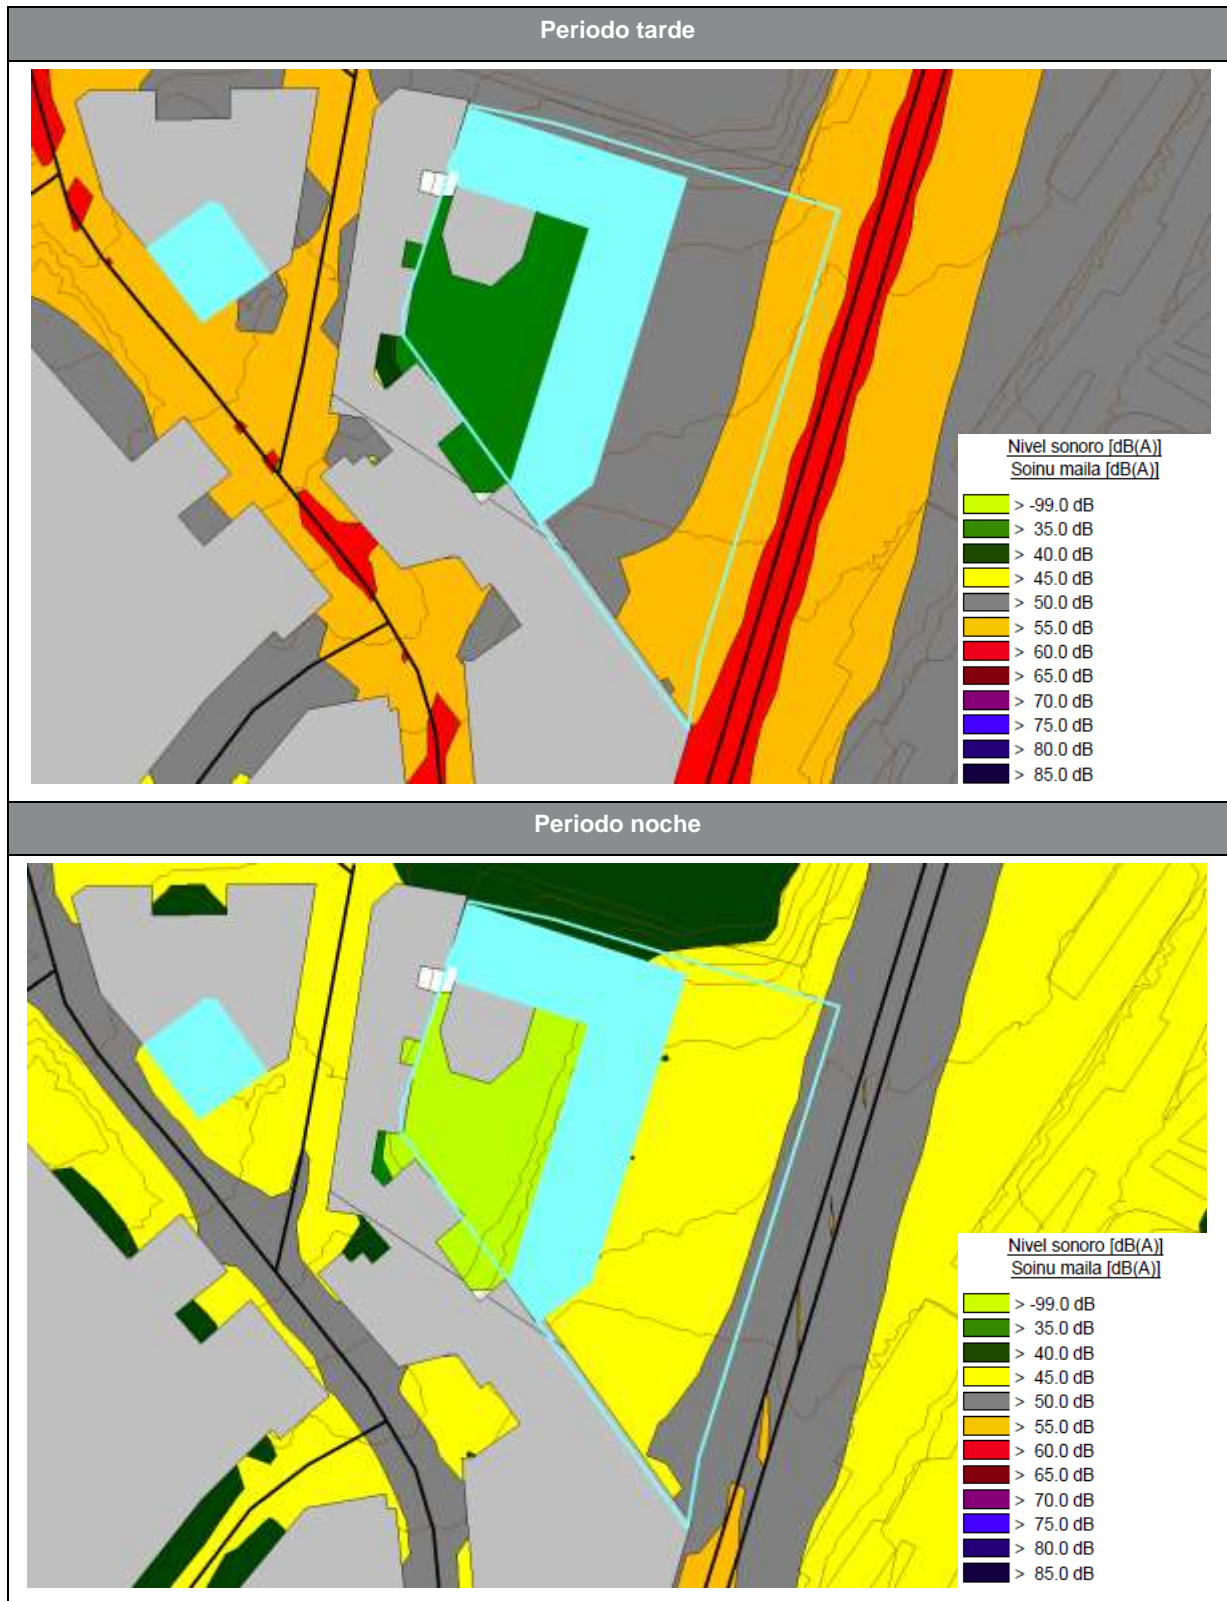 Periodo tarde
Nivel sonoro [dB(A)]
Soinu maila [dB(A)]
> -99.0 dB
> 35.0 dB
> 40.0 dB
> 45.0 dB
> 50.0 dB
> 55.0 dB
> 60.0 dB
> 65.0 dB
> 70.0 dB
> 75.0 dB
> 80.0 dB
> 85.0 dB
Periodo noche
Nivel sonoro [dB(A)]
Soinu maila [dB(A)]
> -99.0 dB
> 35.0 dB
> 40.0 dB
> 45.0 dB
> 50.0 dB
> 55.0 dB
> 60.0 dB
> 65.0 dB
> 70.0 dB
> 75.0 dB
> 80.0 dB
> 85.0 dB